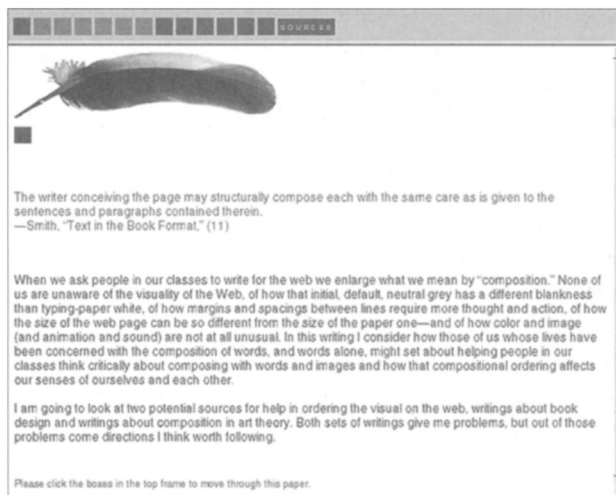 SOURCES
The writer conceiving the page may structurally compose each with the same care as is given to the
sentences and paragraphs contained therein.
—Smith, "Text in the Book Format," (11)
When we ask people in our classes to write for the web we enlarge what we mean by "composition." None of
us are unaware of the visuality of the Web, of how that initial, default, neutral grey has a different blankness
than typing-paper white, of how margins and spacings between lines require more thought and action, of how
the size of the web page can be so different from the size of the paper one—and of how color and image
(and animation and sound) are not at all unusual. In this writing I consider how those of us whose lives have
been concerned with the composition of words, and words alone, might set about helping people in our
classes think critically about composing with words and images and how that compositional ordering affects
our senses of ourselves and each other.
I am going to look at two potential sources for help in ordering the visual on the web, writings about book
design and writings about composition in art theory. Both sets of writings give me problems, but out of those
problems come directions I think worth following.
Please click the boxes in the top frame to move through this paper.